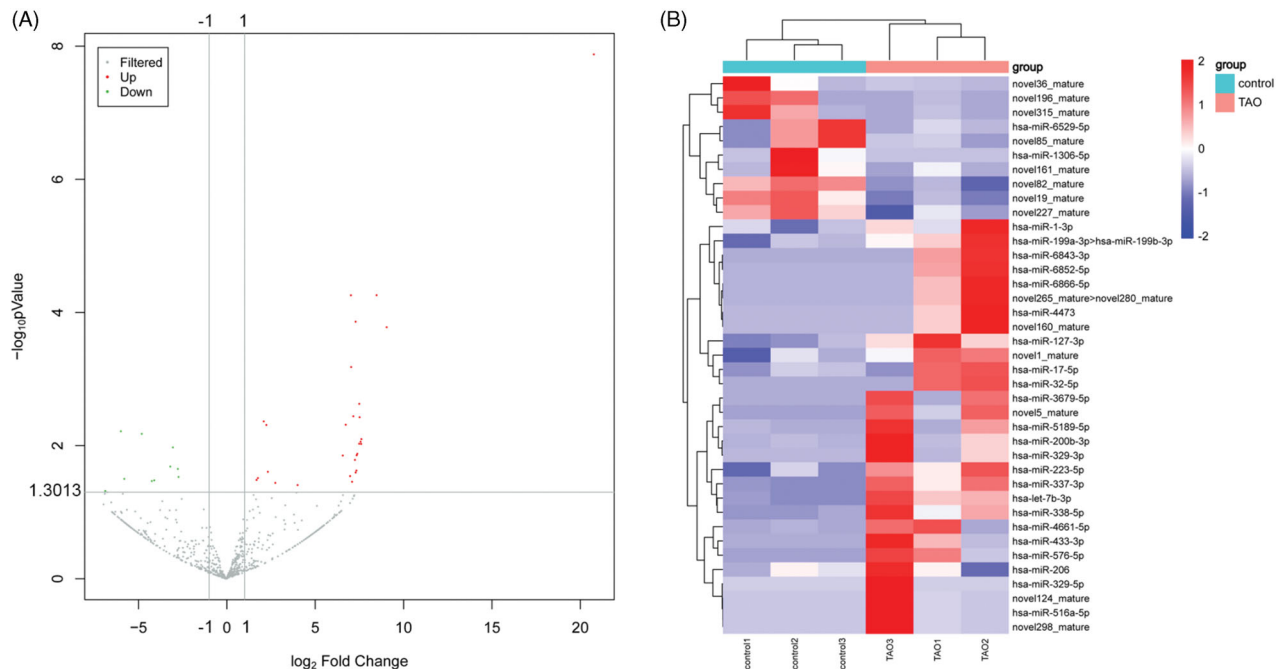 (A)
-1 1
8
6
4
2
1.3013
0
−log10pValue
Filtered
Up
Down
−5 -1 0 1 5 10 15 20
log2 Fold Change
(B)
group
novel36_mature
novel196_mature
novel315_mature
hsa-miR-6529-5p
novel85_mature
hsa-miR-1306-5p
novel161_mature
novel82_mature
novel19_mature
novel227_mature
hsa-miR-1-3p
hsa-miR-199a-3p>hsa-miR-199b-3p
hsa-miR-6843-3p
hsa-miR-6852-5p
hsa-miR-6866-5p
novel265_mature>novel280_mature
hsa-miR-4473
novel160_mature
hsa-miR-127-3p
novel1_mature
hsa-miR-17-5p
hsa-miR-32-5p
hsa-miR-3679-5p
novel5_mature
hsa-miR-5189-5p
hsa-miR-200b-3p
hsa-miR-329-3p
hsa-miR-223-5p
hsa-miR-337-3p
hsa-let-7b-3p
hsa-miR-338-5p
hsa-miR-4661-5p
hsa-miR-433-3p
hsa-miR-576-5p
hsa-miR-206
hsa-miR-329-5p
novel124_mature
hsa-miR-516a-5p
novel298_mature
control1 control2 control3 TAO3 TAO1 TAO2
2
1
0
-1
-2
group
control
TAO